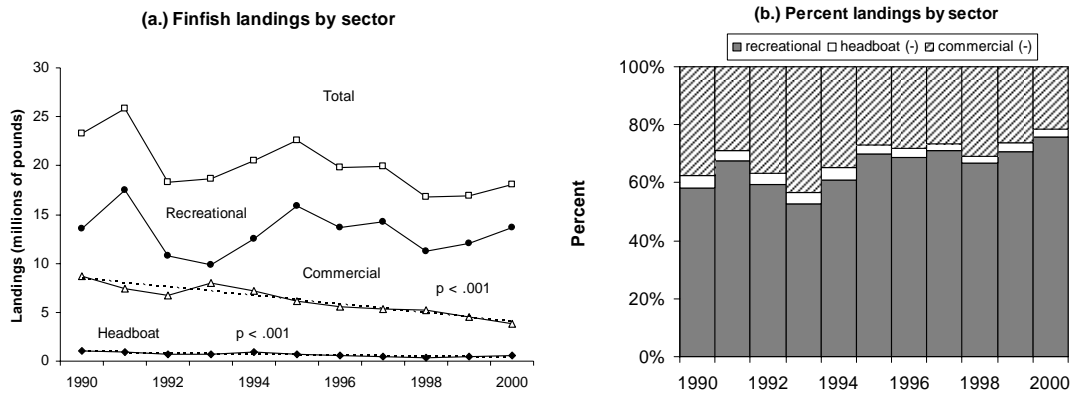 (a.) Finfish landings by sector
Landings (millions of pounds)
30
25
20
15
10
5
0
Total
Recreational
Commercial
p < .001
Headboat
p < .001
1990 1992 1994 1996 1998 2000
(b.) Percent landings by sector
recreational headboat (-) commercial (-)
Percent
100%
80%
60%
40%
20%
0%
1990 1992 1994 1996 1998 2000